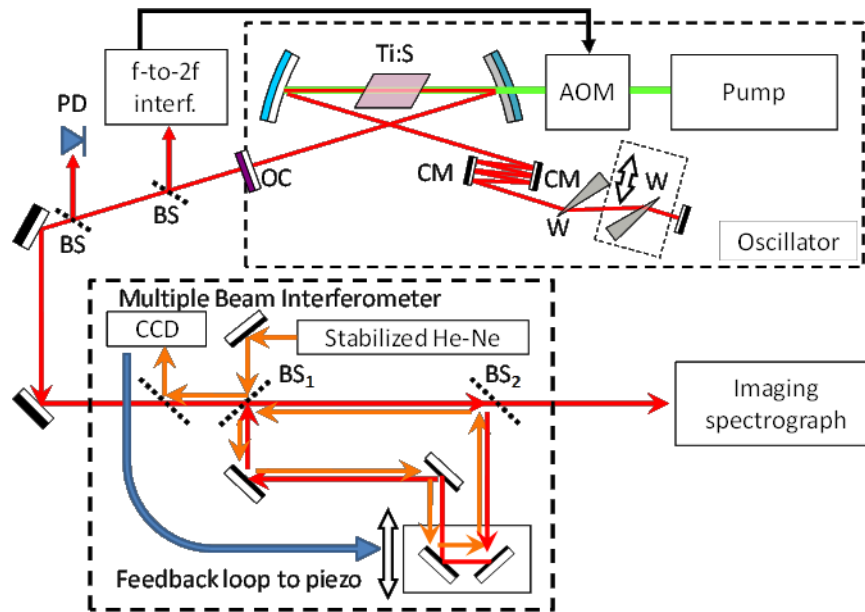 Ti:S
f-to-2f
interf.
AOM
Pump
PD
OC
CM
CM
W
W
BS
BS
Oscillator
Multiple Beam Interferometer
CCD
Stabilized He-Ne
BS1
BS2
Imaging
spectrograph
Feedback loop to piezo